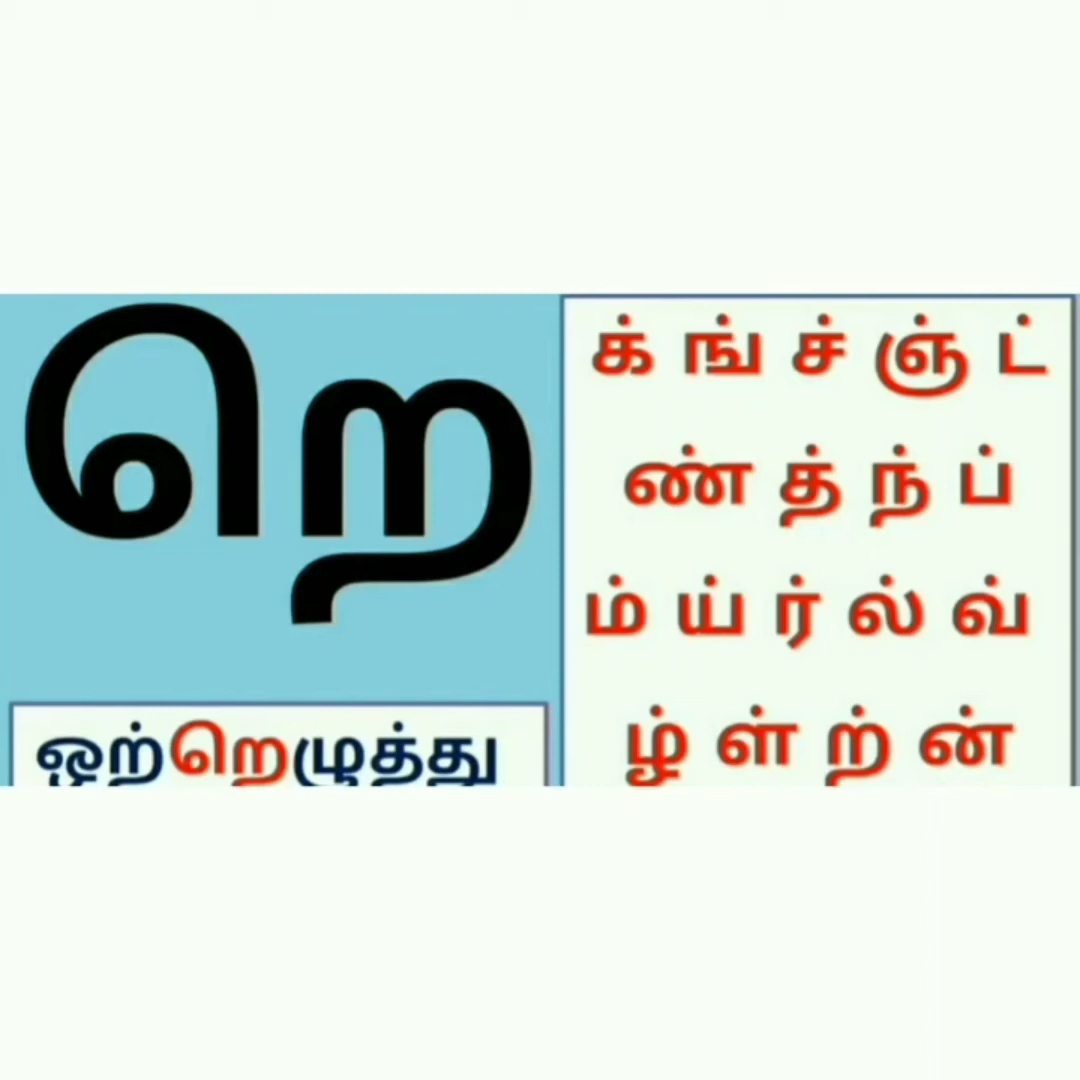 றெ
ஒற்றெழுத்து
க் ங் ச் ஞ் ட்
ண் த் ந் ப்
ம் ய் ர் ல் வ்
ழ் ள் ற் ன்